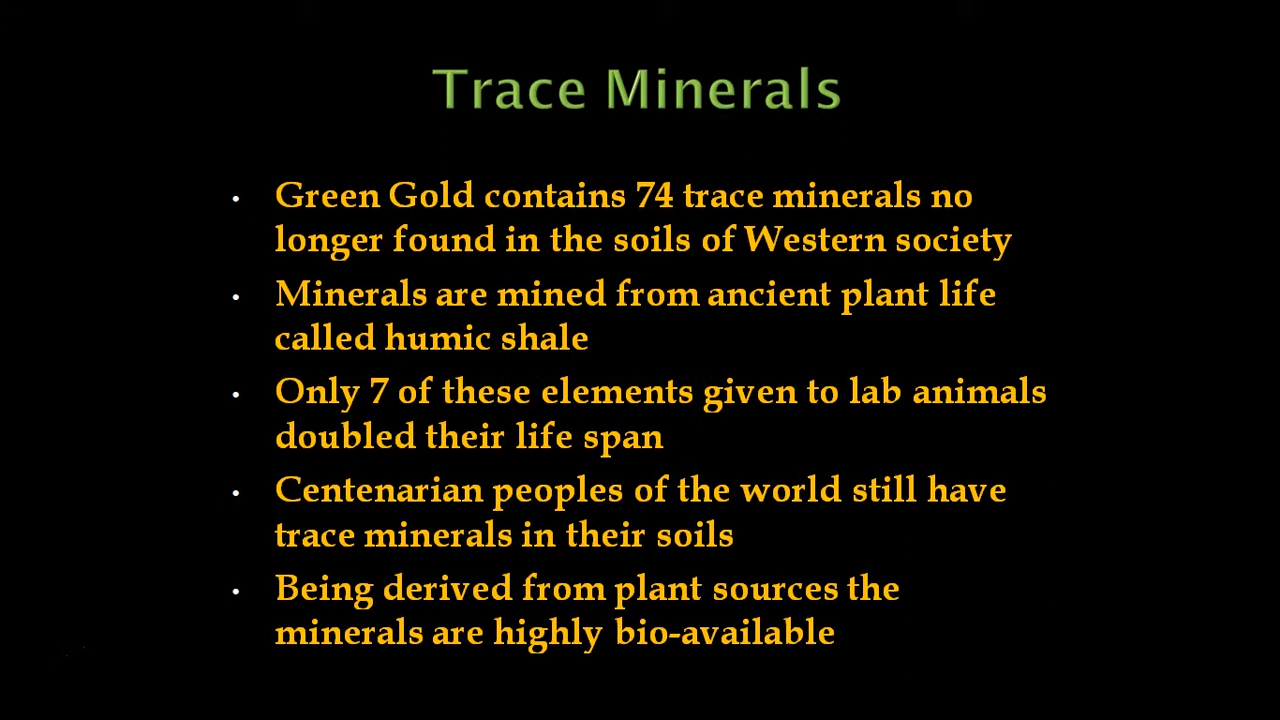 Trace Minerals
• Green Gold contains 74 trace minerals no
longer found in the soils of Western society
• Minerals are mined from ancient plant life
called humic shale
• Only 7 of these elements given to lab animals
doubled their life span
• Centenarian peoples of the world still have
trace minerals in their soils
• Being derived from plant sources the
minerals are highly bio-available